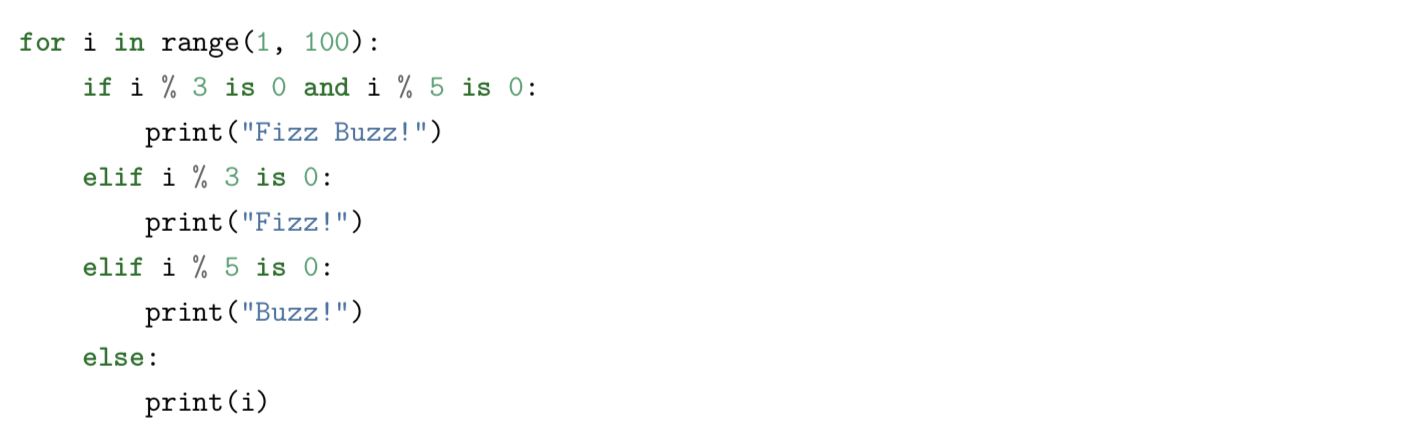 for i in range(1, 100):
    if i % 3 is 0 and i % 5 is 0:
        print("Fizz Buzz!")
    elif i % 3 is 0:
        print("Fizz!")
    elif i % 5 is 0:
        print("Buzz!")
    else:
        print(i)